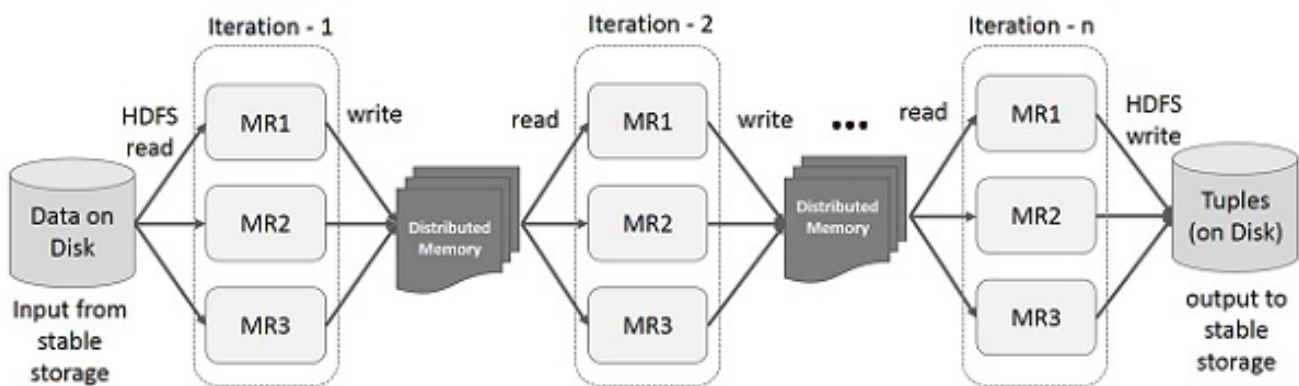 Iteration - 1
Iteration - 2
Iteration - n
HDFS
read
MR1
write
read
MR1
write
...
read
MR1
HDFS
write
Data on
Disk
MR2
Distributed
Memory
MR2
Distributed
Memory
MR2
Tuples
(on Disk)
Input from
stable
storage
MR3
MR3
MR3
output to
stable
storage